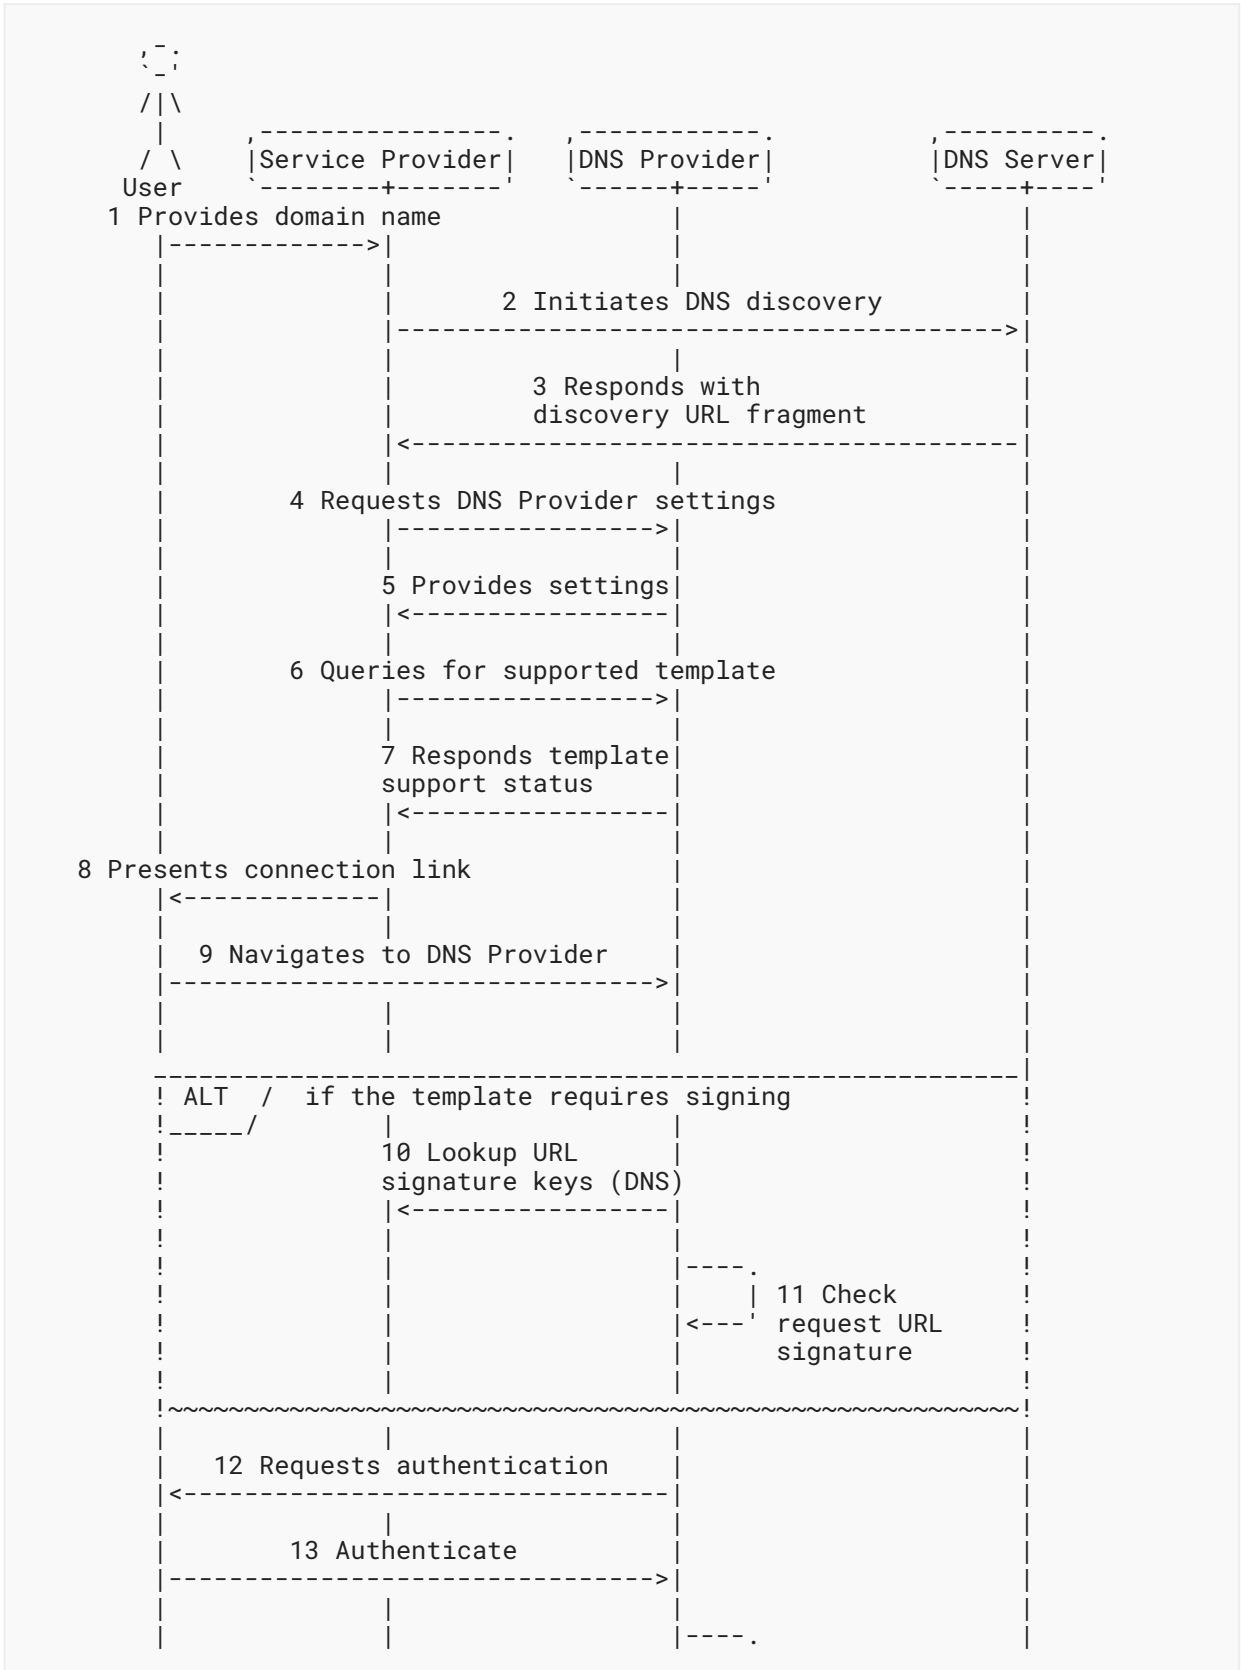 Service Provider DNS Provider DNS Server
User
1 Provides domain name
2 Initiates DNS discovery
3 Responds with
discovery URL fragment
4 Requests DNS Provider settings
5 Provides settings
6 Queries for supported template
7 Responds template
support status
8 Presents connection link
9 Navigates to DNS Provider
ALT / if the template requires signing
10 Lookup URL
signature keys (DNS)
11 Check
request URL
signature
12 Requests authentication
13 Authenticate